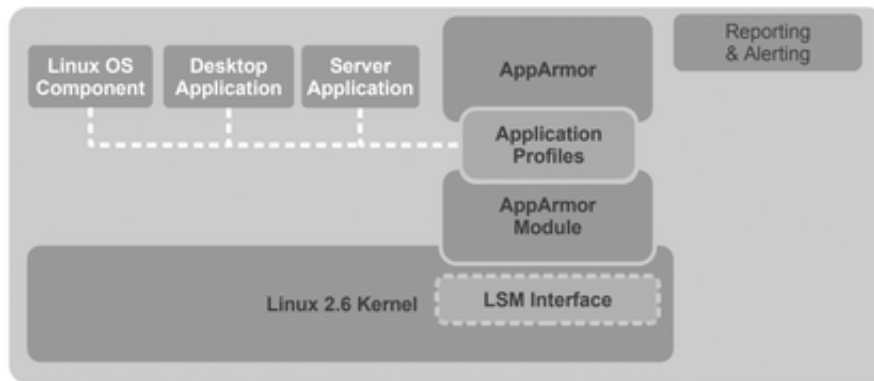 Linux OS
Component
Desktop
Application
Server
Application
AppArmor
Reporting
& Alerting
Application
Profiles
AppArmor
Module
Linux 2.6 Kernel
LSM Interface